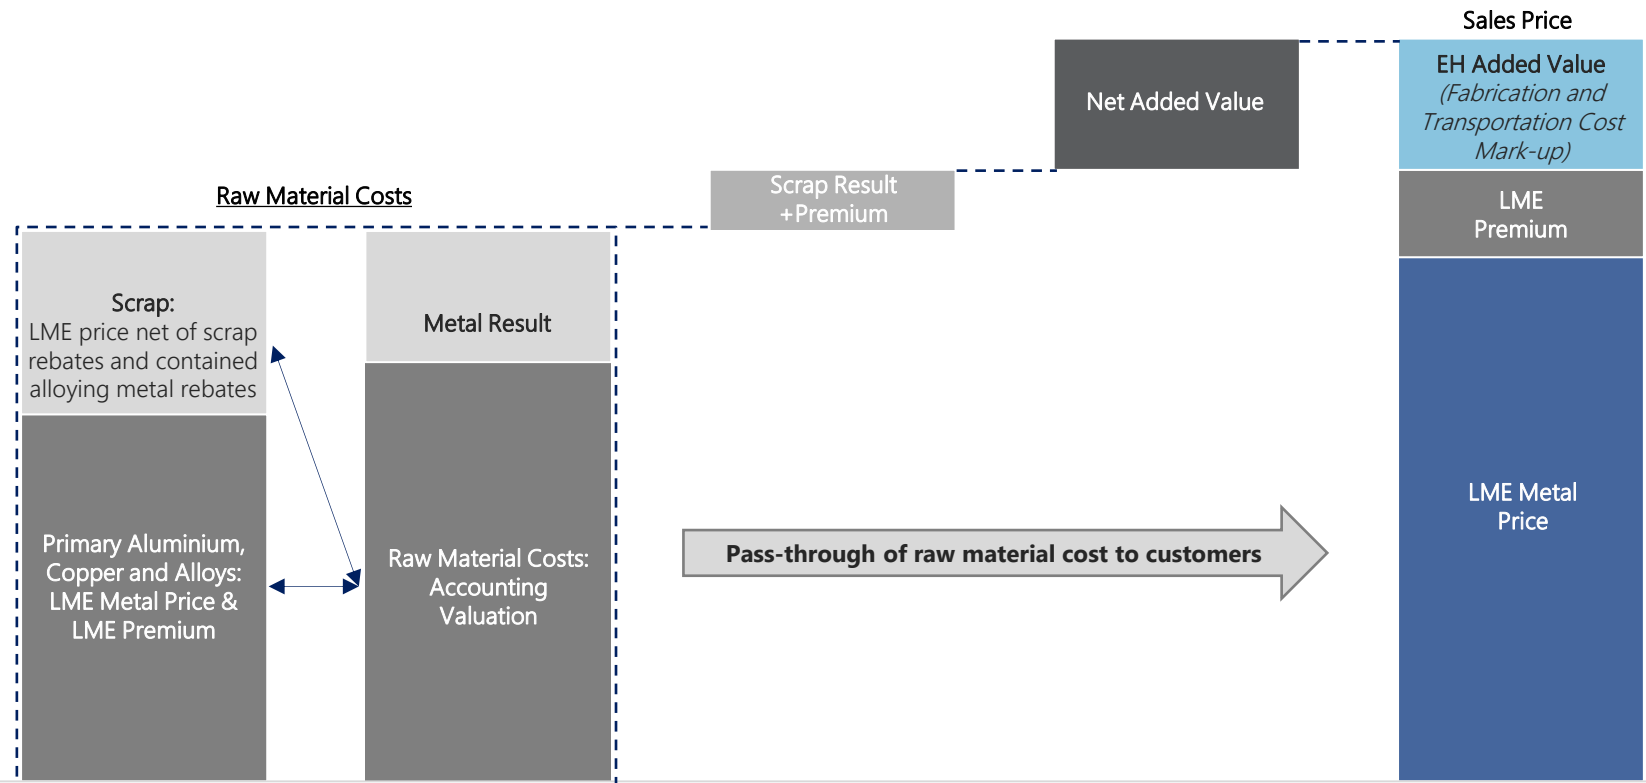 Sales Price
EH Added Value
(Fabrication and
Transportation Cost
Mark-up)
Net Added Value
Scrap Result
+Premium
LME
Premium
Raw Material Costs
Scrap:
LME price net of scrap
rebates and contained
alloying metal rebates
Metal Result
Primary Aluminium,
Copper and Alloys:
LME Metal Price &
LME Premium
Raw Material Costs:
Accounting
Valuation
Pass-through of raw material cost to customers
LME Metal
Price